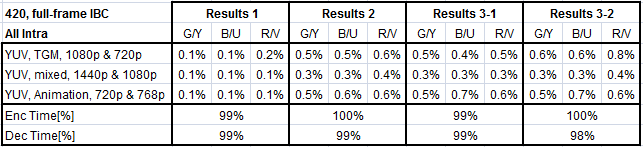 420, full-frame IBC Results 1 Results 2 Results 3-1 Results 3-2
All Intra G/Y B/U R/V G/Y B/U R/V G/Y B/U R/V G/Y B/U R/V
YUV, TGM, 1080p & 720p 0.1% 0.1% 0.2% 0.5% 0.5% 0.6% 0.5% 0.4% 0.5% 0.6% 0.6% 0.8%
YUV, mixed, 1440p & 1080p 0.1% 0.1% 0.1% 0.3% 0.3% 0.4% 0.3% 0.3% 0.3% 0.3% 0.3% 0.4%
YUV, Animation, 720p & 768p 0.1% 0.1% 0.1% 0.5% 0.6% 0.6% 0.5% 0.7% 0.6% 0.5% 0.7% 0.6%
Enc Time[%] 99% 100% 99% 100%
Dec Time[%] 99% 99% 99% 98%